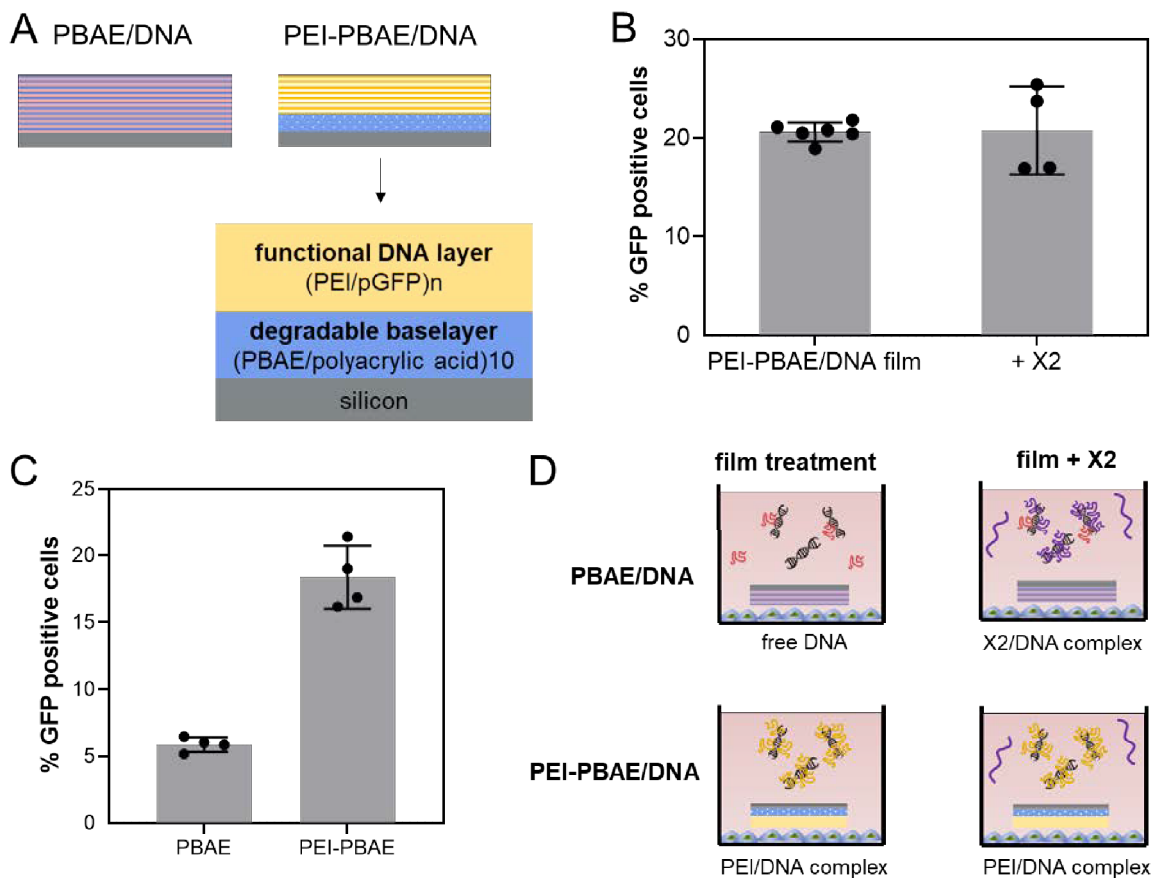 A
PBAE/DNA
PEI-PBAE/DNA
functional DNA layer
(PEI/pGFP)n
degradable baselayer
(PBAE/polyacrylic acid)10
silicon
B
% GFP positive cells
30
20
10
0
PEI-PBAE/DNA film
+ X2
C
% GFP positive cells
25
20
15
10
5
0
PBAE
PEI-PBAE
D
film treatment
film + X2
PBAE/DNA
free DNA
X2/DNA complex
PEI-PBAE/DNA
PEI/DNA complex
PEI/DNA complex